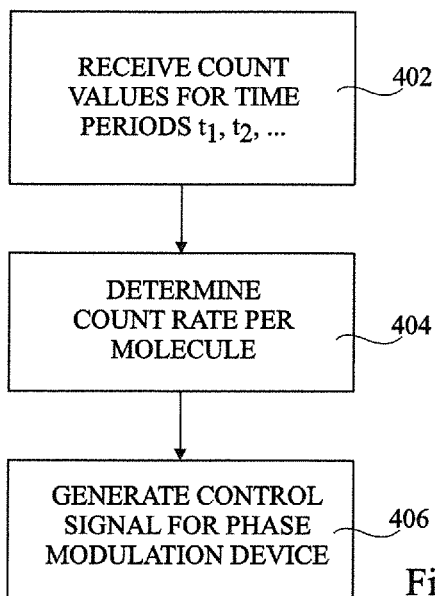 RECEIVE COUNT
VALUES FOR TIME
PERIODS t1, t2, ...
402
DETERMINE
COUNT RATE PER
MOLECULE
404
GENERATE CONTROL
SIGNAL FOR PHASE
MODULATION DEVICE
406
Fi